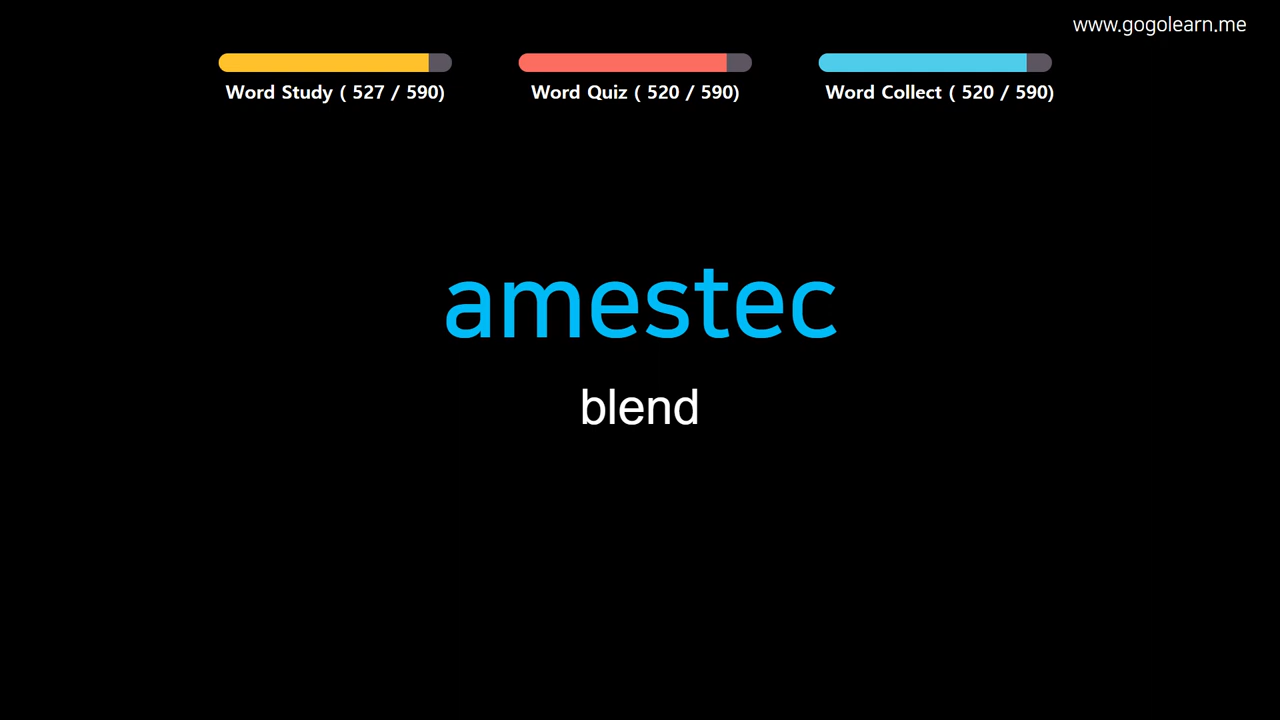 www.gogolearn.me
Word Study ( 527 / 590)
Word Quiz ( 520 / 590)
Word Collect ( 520 / 590)
amestec
blend